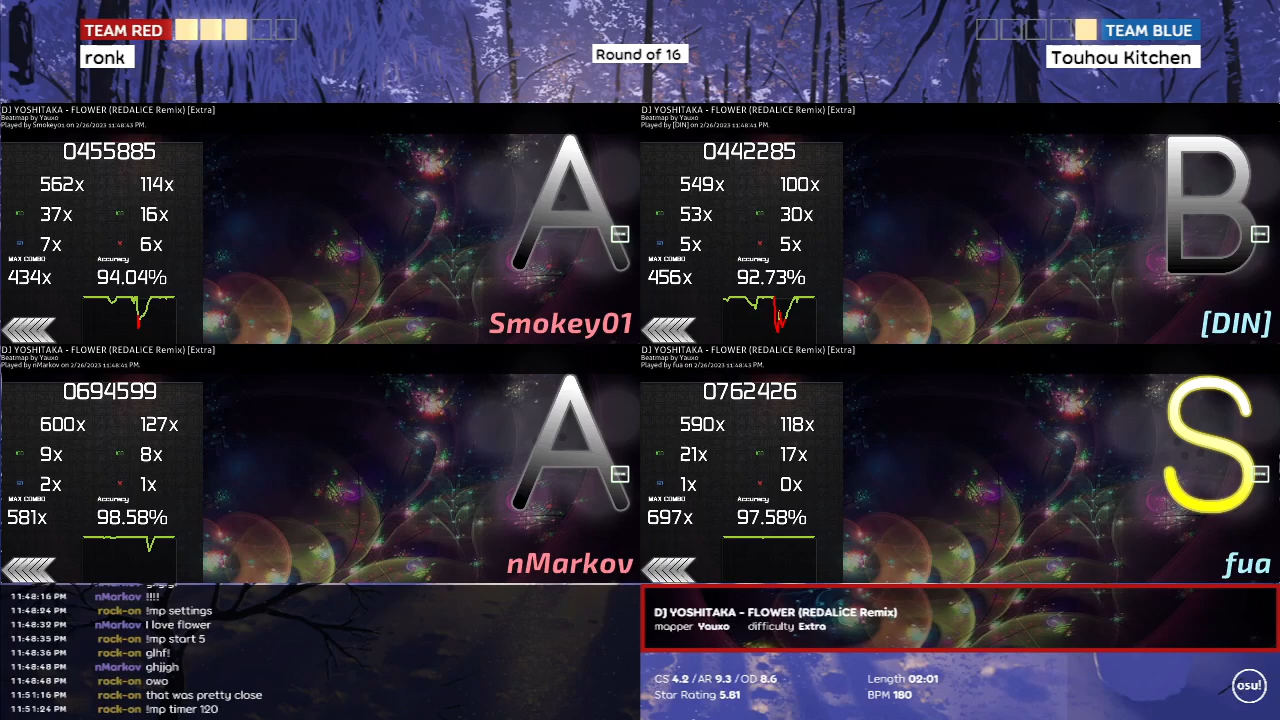 TEAM RED
TEAM BLUE
ronk
Round of 16
Touhou Kitchen
DJ YOSHITAKA - FLOWER (REDALiCE Remix) [Extra]
Beatmap by Yauxo
Played by Smokey01 on 2/26/2023 11:48:43 PM.
0455885
562x 114x
37x 16x
7x 6x
MAX COMBO Accuracy
434x 94.04%
A
Smokey01
DJ YOSHITAKA - FLOWER (REDALiCE Remix) [Extra]
Beatmap by Yauxo
Played by [DIN] on 2/26/2023 11:48:41 PM.
0442285
549x 100x
53x 30x
5x 5x
MAX COMBO Accuracy
456x 92.73%
B
[DIN]
DJ YOSHITAKA - FLOWER (REDALiCE Remix) [Extra]
Beatmap by Yauxo
Played by nMarkov on 2/26/2023 11:48:41 PM.
0694599
600x 127x
9x 8x
2x 1x
MAX COMBO Accuracy
581x 98.58%
A
nMarkov
DJ YOSHITAKA - FLOWER (REDALiCE Remix) [Extra]
Beatmap by Yauxo
Played by fua on 2/26/2023 11:48:43 PM.
0762426
590x 118x
21x 17x
1x 0x
MAX COMBO Accuracy
697x 97.58%
S
fua
11:48:16 PM nMarkov !!!!
11:48:24 PM rock-on !mp settings
11:48:32 PM nMarkov I love flower
11:48:35 PM rock-on !mp start 5
11:48:36 PM rock-on glhf!
11:48:48 PM nMarkov ghjjgh
11:48:48 PM rock-on owo
11:51:16 PM rock-on that was pretty close
11:51:24 PM rock-on !mp timer 120
DJ YOSHITAKA - FLOWER (REDALiCE Remix)
mapper Yauxo difficulty Extra
CS 4.2 / AR 9.3 / OD 8.6
Star Rating 5.81
Length 02:01
BPM 180
osu!